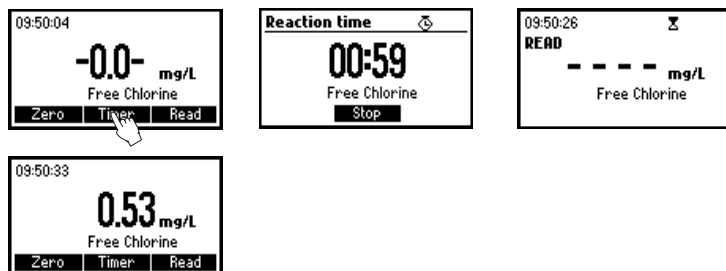 09:50:04
-0.0- mg/L
Free Chlorine
Zero Timer Read
Reaction time
00:59
Free Chlorine
Stop
09:50:26
READ
---- mg/L
Free Chlorine
09:50:33
0.53 mg/L
Free Chlorine
Zero Timer Read